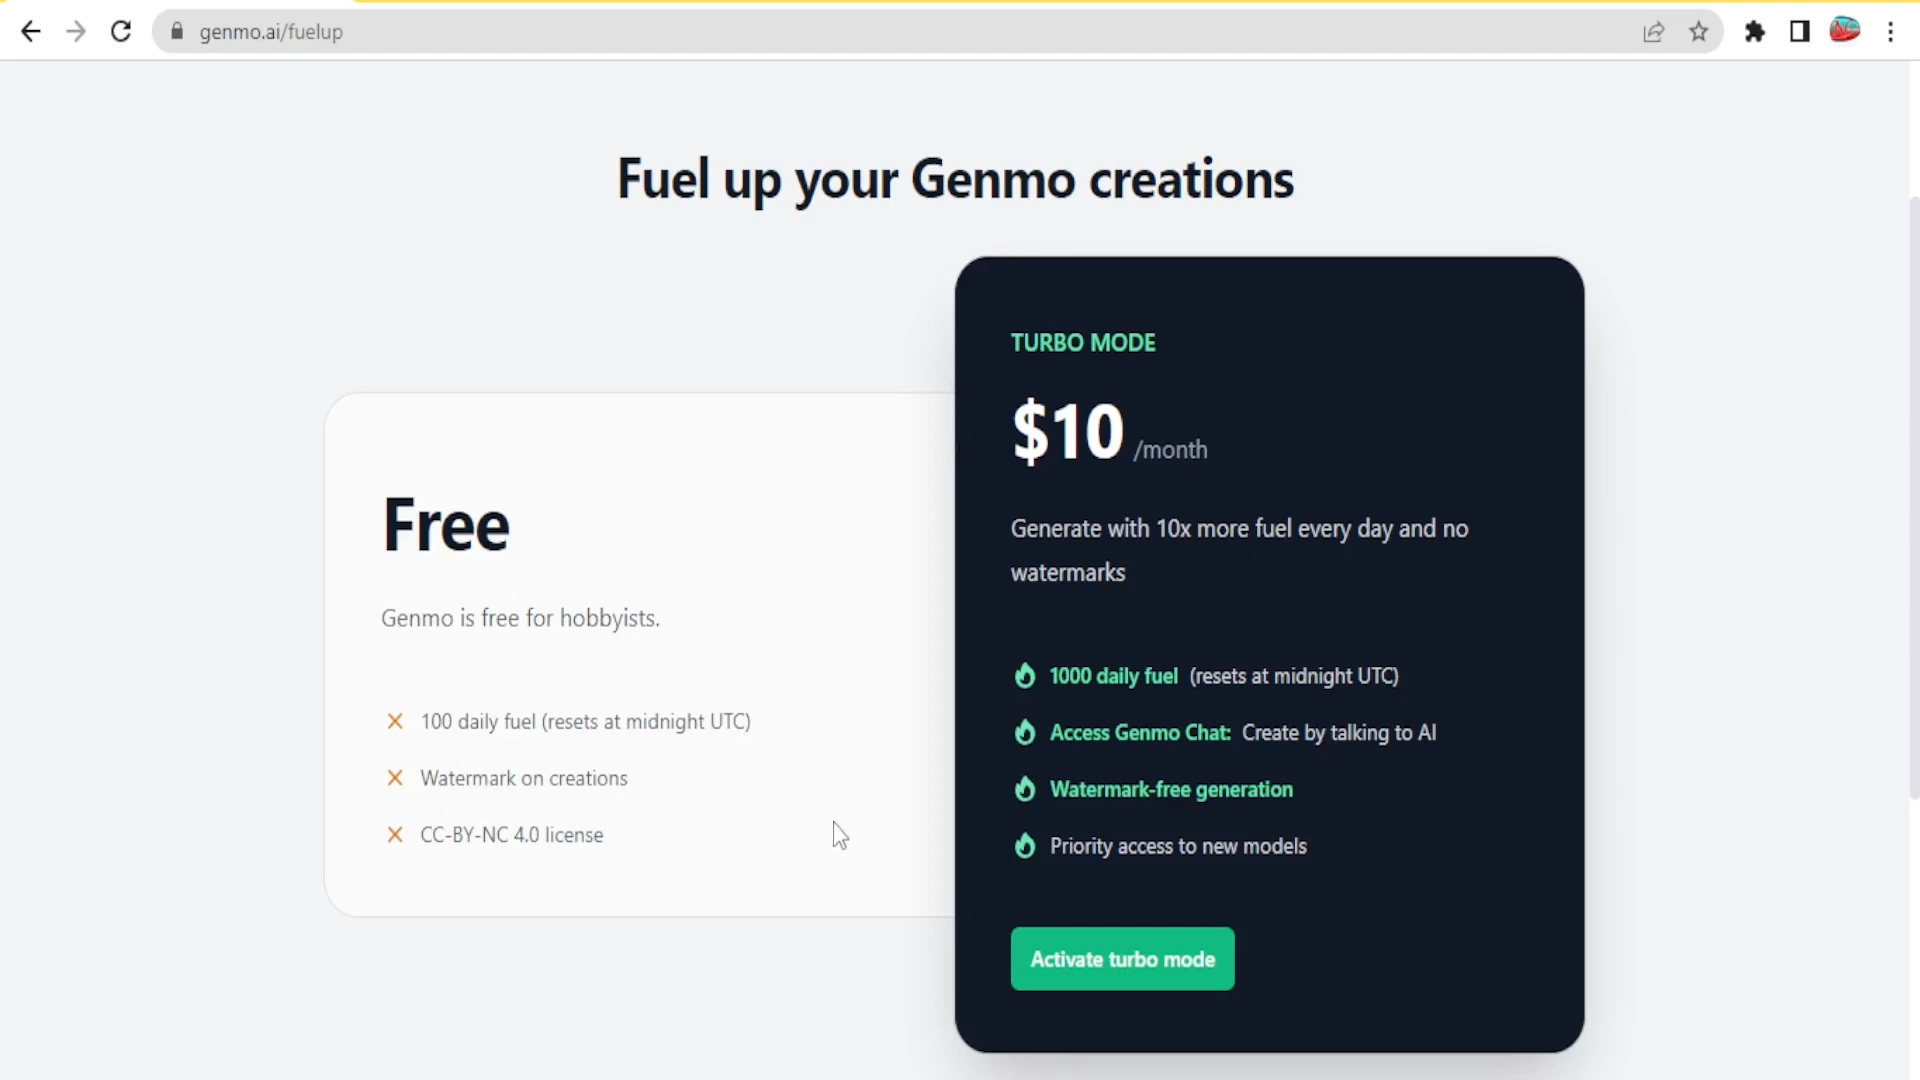 genmo.ai/fuelup
Fuel up your Genmo creations
Free
Genmo is free for hobbyists.
100 daily fuel (resets at midnight UTC)
Watermark on creations
CC-BY-NC 4.0 license
TURBO MODE
$10 /month
Generate with 10x more fuel every day and no
watermarks
1000 daily fuel (resets at midnight UTC)
Access Genmo Chat: Create by talking to AI
Watermark-free generation
Priority access to new models
Activate turbo mode